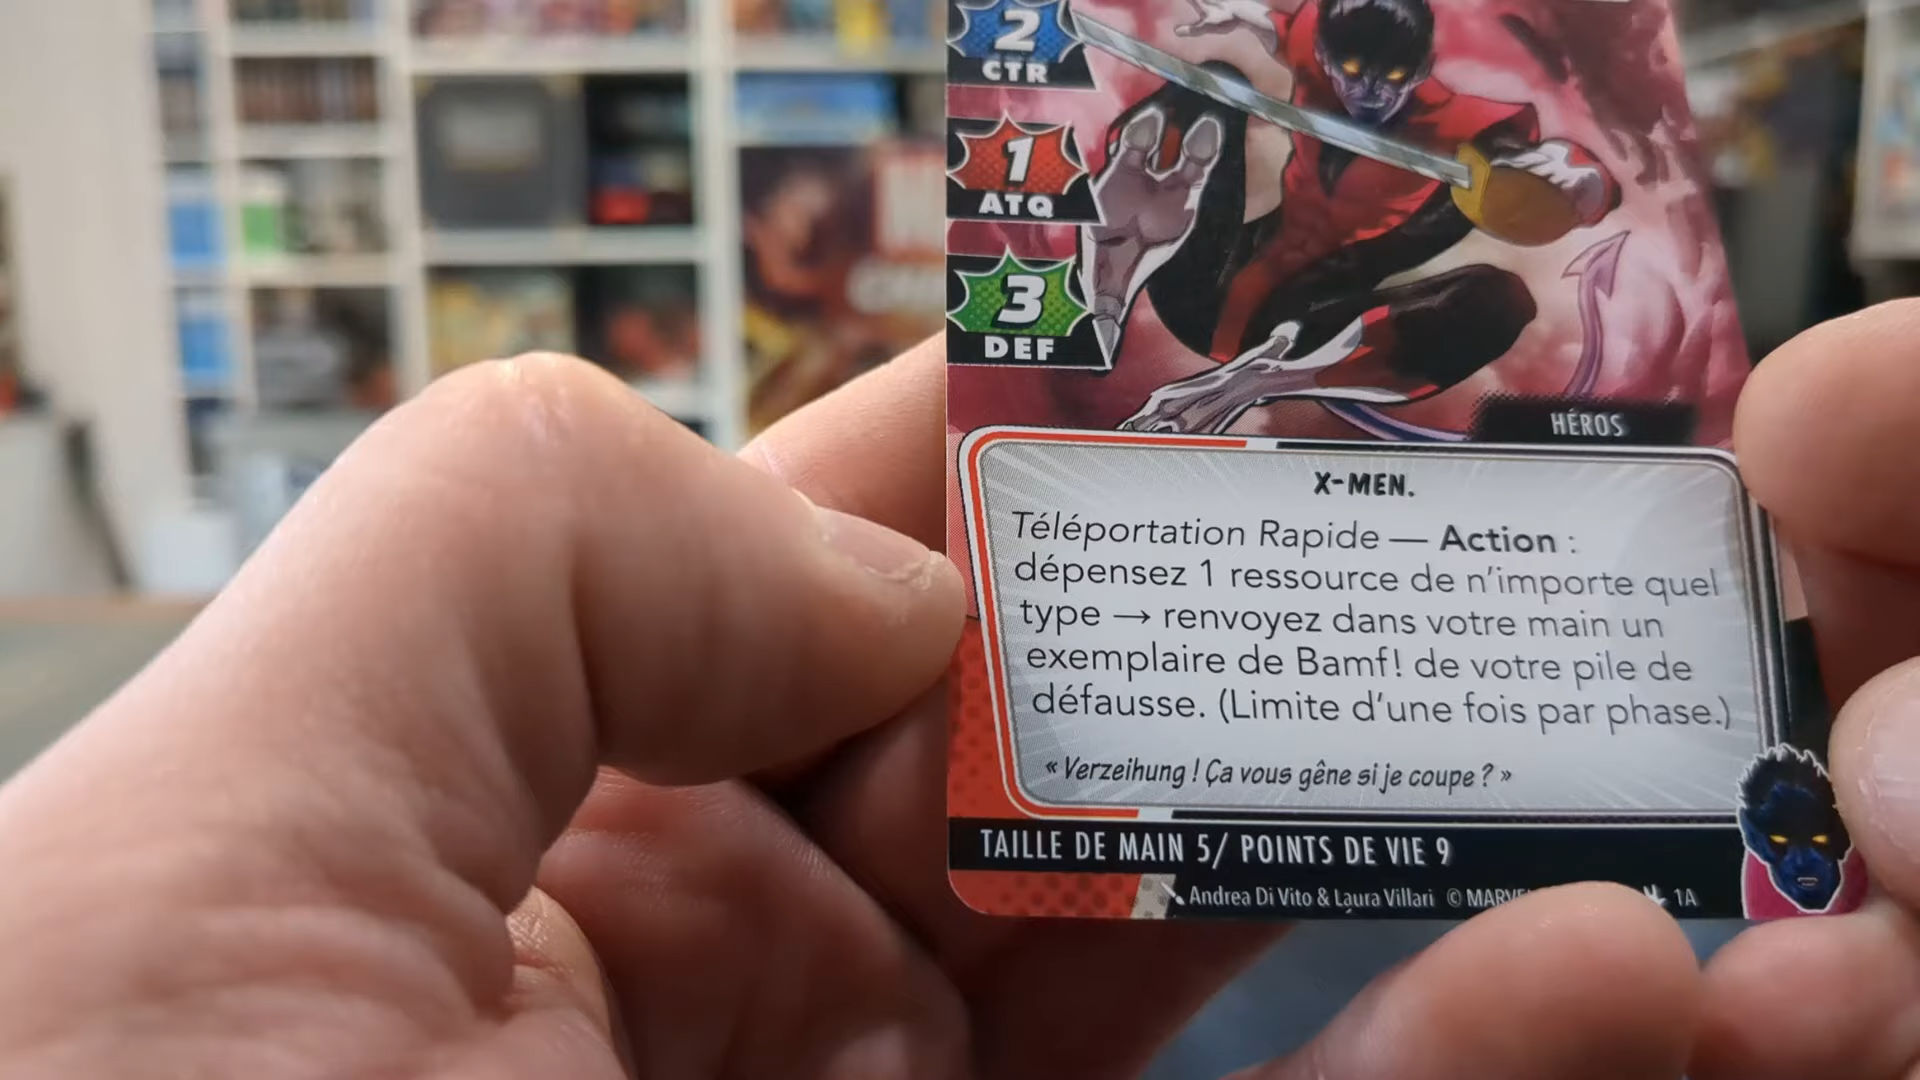 2
CTR
1
ATQ
3
DEF
HÉROS
X-MEN.
Téléportation Rapide — Action :
dépensez 1 ressource de n'importe quel
type → renvoyez dans votre main un
exemplaire de Bamf! de votre pile de
défausse. (Limite d'une fois par phase.)
« Verzeihung ! Ça vous gêne si je coupe ? »
TAILLE DE MAIN 5/ POINTS DE VIE 9
Andrea Di Vito & Laura Villari © 1A